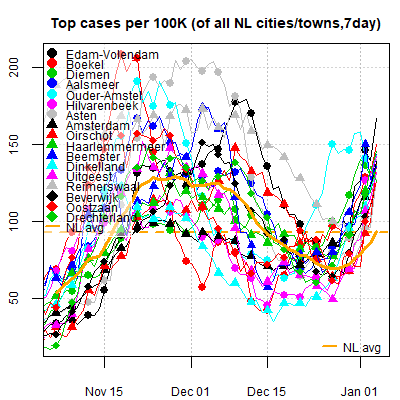 Top cases per 100K (of all NL cities/towns,7day)
200
150
100
50
Edam-Volendam
Boekel
Diemen
Aalsmeer
Ouder-Amstel
Hilvarenbeek
Asten
Amsterdam
Oirschot
Haarlemmermeer
Beemster
Dinkelland
Uitgeest
Reimerswaal
Beverwijk
Oostzaan
Drechterland
NL avg
NL avg
Nov 15
Dec 01
Dec 15
Jan 01